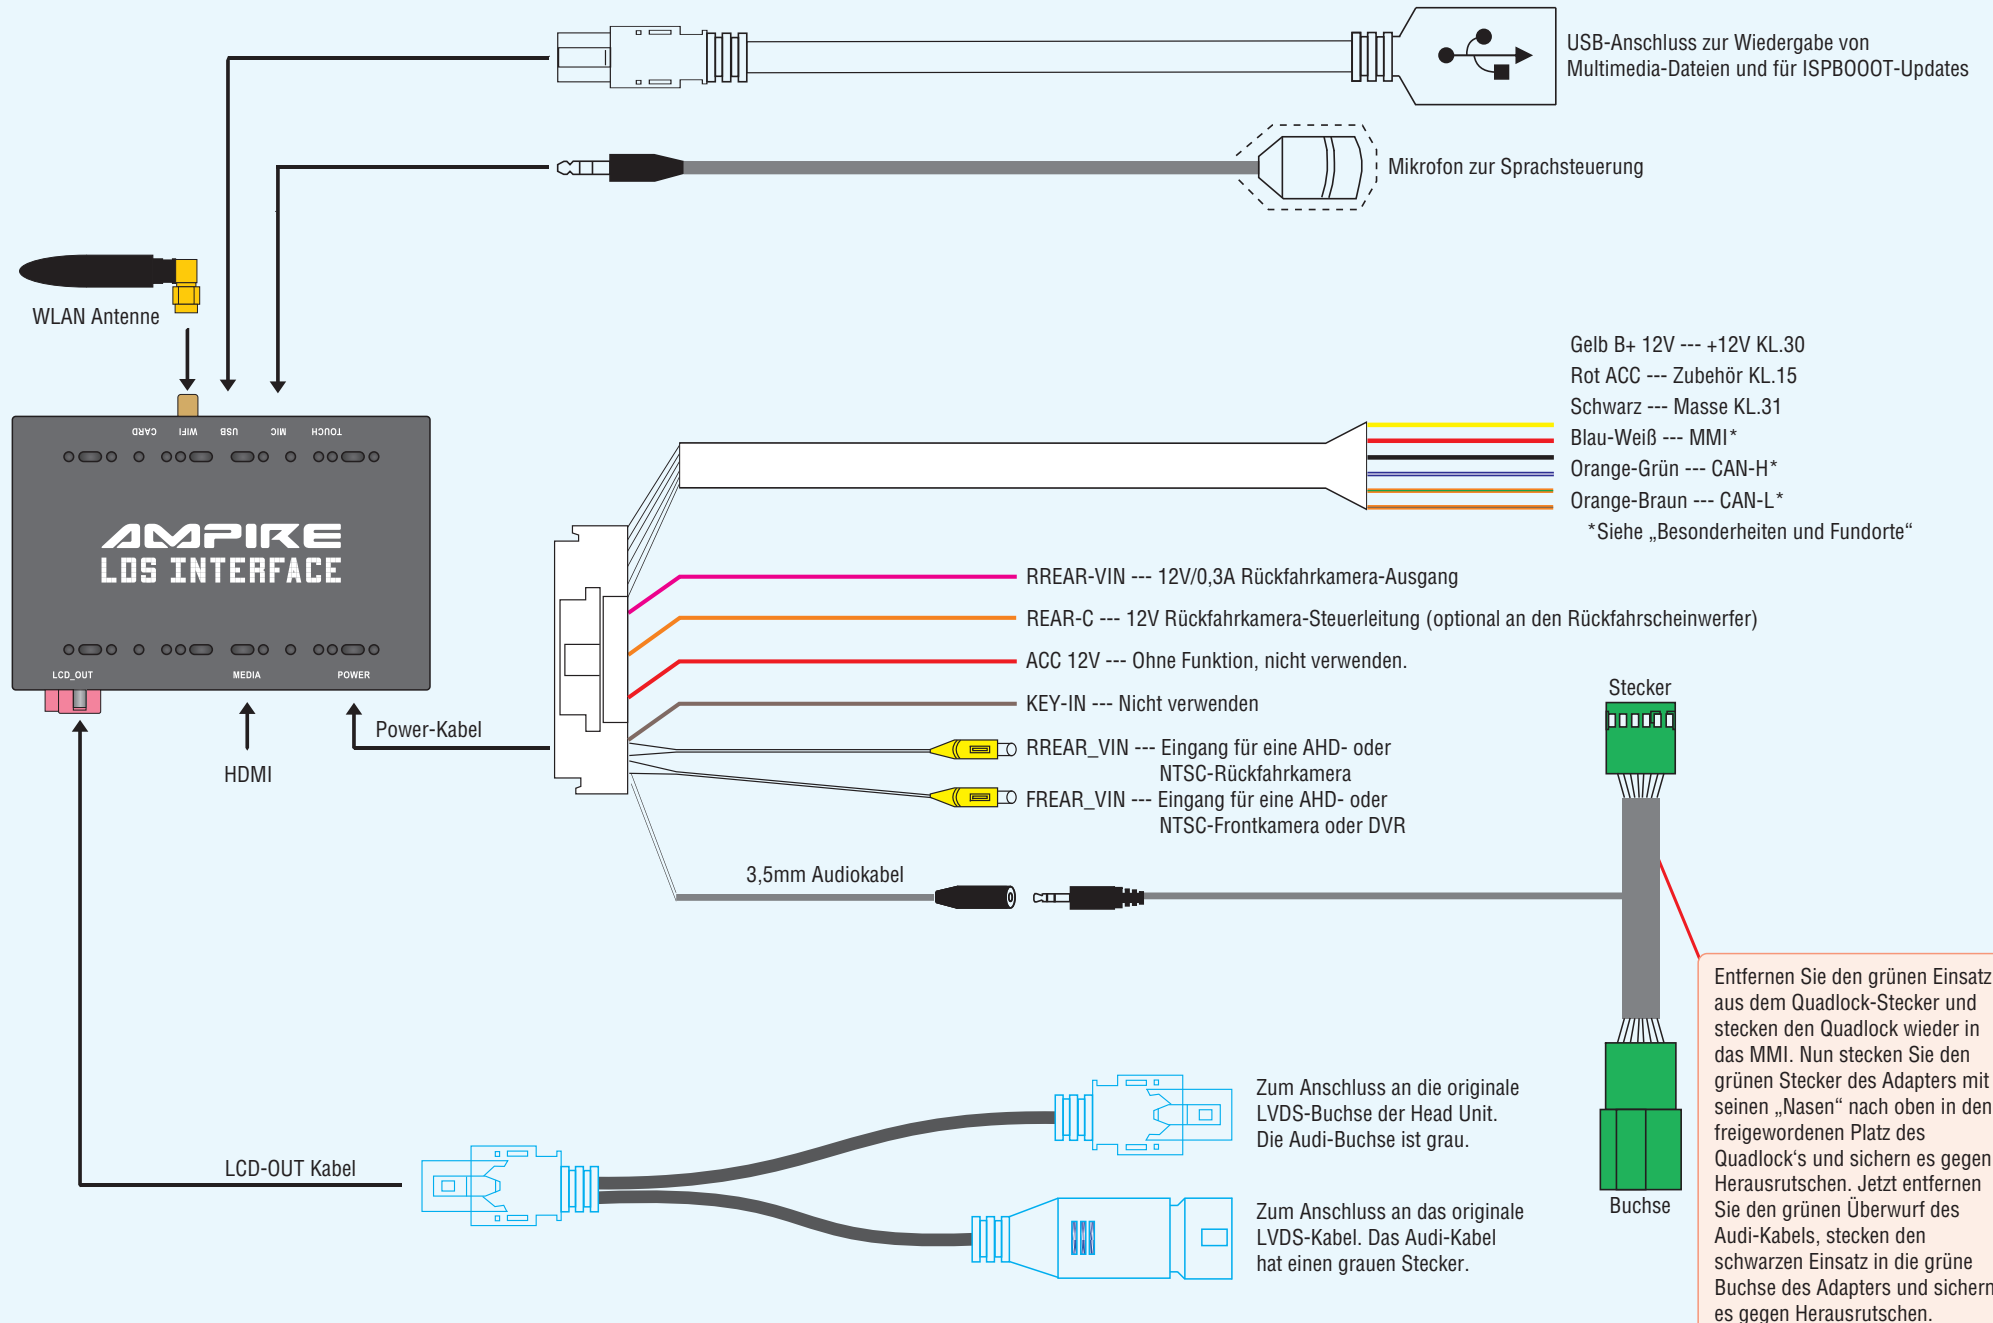 USB-Anschluss zur Wiedergabe von
Multimedia-Dateien und für ISPBOOOT-Updates
Mikrofon zur Sprachsteuerung
WLAN Antenne
CARD
WIFI
USB
MIC
TOUCH
AMPIRE
LDS INTERFACE
LCD_OUT
MEDIA
POWER
HDMI
Power-Kabel
Gelb B+ 12V --- +12V KL.30
Rot ACC --- Zubehör KL.15
Schwarz --- Masse KL.31
Blau-Weiß --- MMI*
Orange-Grün --- CAN-H*
Orange-Braun --- CAN-L*
*Siehe „Besonderheiten und Fundorte“
RREAR-VIN --- 12V/0,3A Rückfahrkamera-Ausgang
REAR-C --- 12V Rückfahrkamera-Steuerleitung (optional an den Rückfahrscheinwerfer)
ACC 12V --- Ohne Funktion, nicht verwenden.
KEY-IN --- Nicht verwenden
RREAR_VIN --- Eingang für eine AHD- oder
NTSC-Rückfahrkamera
FREAR_VIN --- Eingang für eine AHD- oder
NTSC-Frontkamera oder DVR
3,5mm Audiokabel
Stecker
Buchse
Entfernen Sie den grünen Einsatz
aus dem Quadlock-Stecker und
stecken den Quadlock wieder in
das MMI. Nun stecken Sie den
grünen Stecker des Adapters mit
seinen „Nasen“ nach oben in den
freigewordenen Platz des
Quadlock‘s und sichern es gegen
Herausrutschen. Jetzt entfernen
Sie den grünen Überwurf des
Audi-Kabels, stecken den
schwarzen Einsatz in die grüne
Buchse des Adapters und sichern
es gegen Herausrutschen.
LCD-OUT Kabel
Zum Anschluss an die originale
LVDS-Buchse der Head Unit.
Die Audi-Buchse ist grau.
Zum Anschluss an das originale
LVDS-Kabel. Das Audi-Kabel
hat einen grauen Stecker.